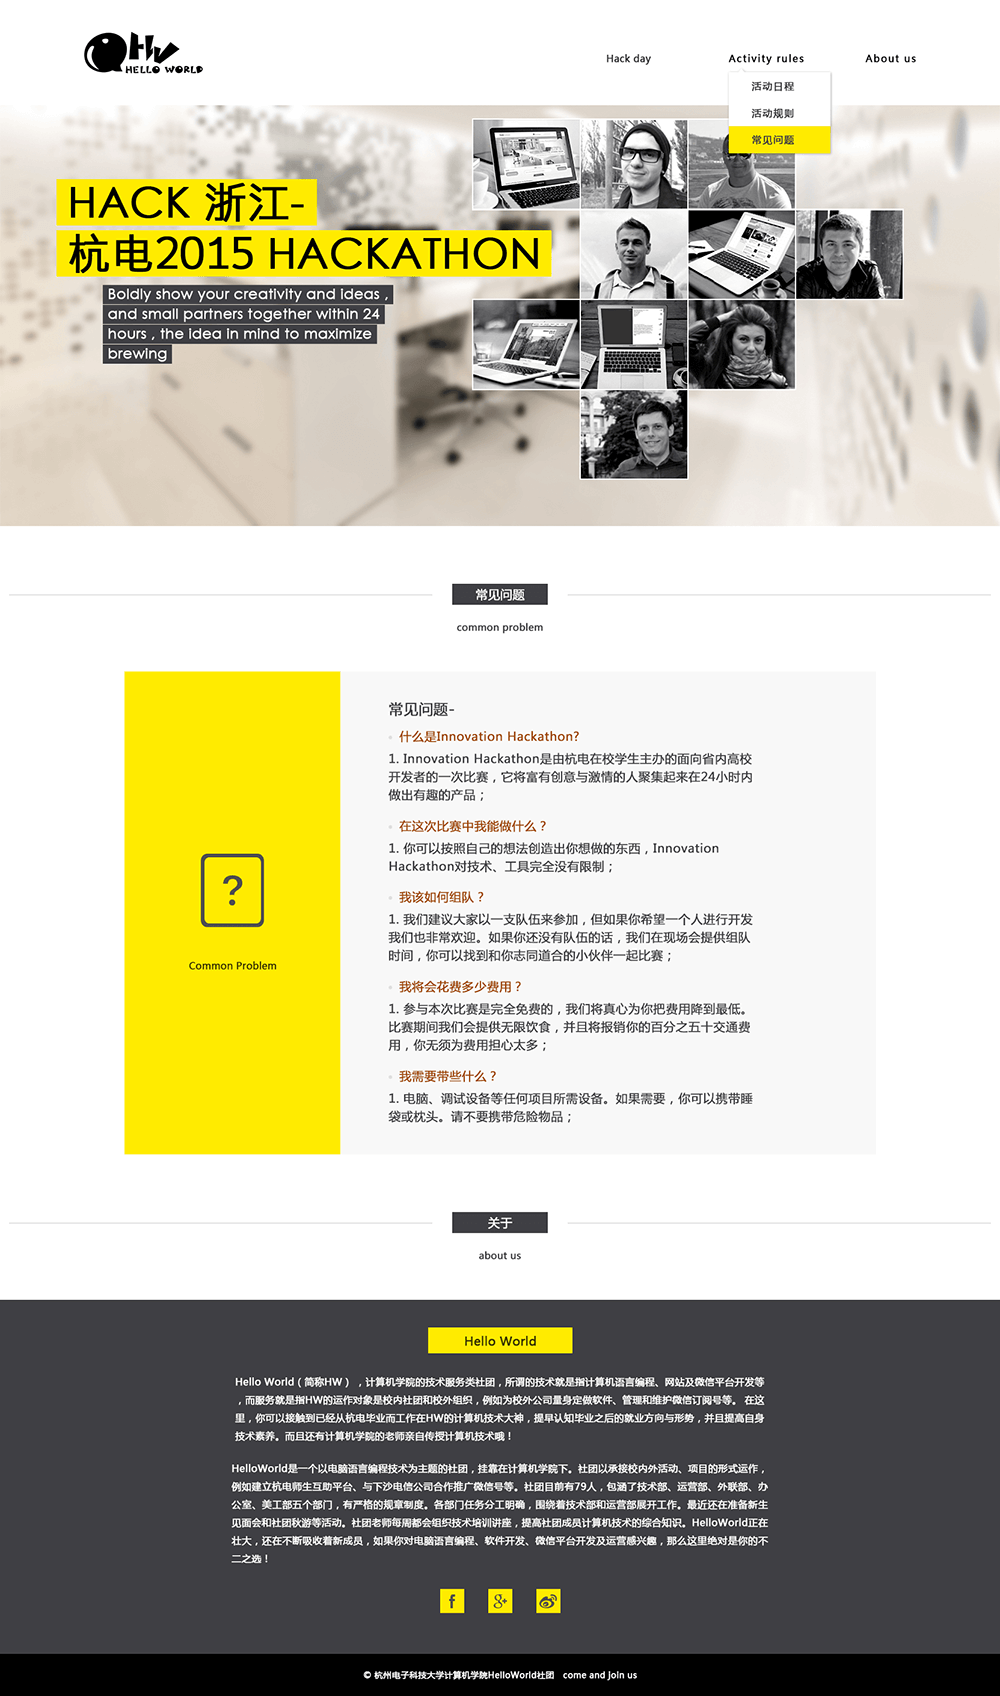 HW
HELLO WORLD
Hack day
Activity rules
About us
活动日程
活动规则
常见问题
HACK 浙江-
杭电2015 HACKATHON
Boldly show your creativity and ideas ,
and small partners together within 24
hours , the idea in mind to maximize
brewing
常见问题
common problem
常见问题-
什么是Innovation Hackathon?
1. Innovation Hackathon是由杭电在校学生主办的面向省内高校
开发者的一次比赛，它将富有创意与激情的人聚集起来在24小时内
做出有趣的产品；
在这次比赛中我能做什么？
1. 你可以按照自己的想法创造出你想做的东西，Innovation
Hackathon对技术、工具完全没有限制；
我该如何组队？
1. 我们建议大家以一支队伍来参加，但如果你希望一个人进行开发
我们也非常欢迎。如果你还没有队伍的话，我们在现场会提供组队
时间，你可以找到和你志同道合的小伙伴一起比赛；
我将会花费多少费用？
1. 参与本次比赛是完全免费的，我们将真心为你把费用降到最低。
比赛期间我们会提供无限饮食，并且将报销你的百分之五十交通费
用，你无须为费用担心太多；
我需要带些什么？
1. 电脑、调试设备等任何项目所需设备。如果需要，你可以携带睡
袋或枕头。请不要携带危险物品；
?
Common Problem
关于
about us
Hello World
Hello World（简称HW），计算机学院的技术服务类社团，所谓的技术就是指计算机语言编程、网站及微信平台开发等
，而服务就是指HW的运作对象是校内社团和校外组织，例如为校外公司量身定做软件、管理和维护微信订阅号等。 在这
里，你可以接触到已经从杭电毕业而工作在HW的计算机技术大神，提早认知毕业之后的就业方向与形势，并且提高自身
技术素养。而且还有计算机学院的老师亲自传授计算机技术哦！
HelloWorld是一个以电脑语言编程技术为主题的社团，挂靠在计算机学院下。社团以承接校内外活动、项目的形式运作，
例如建立杭电师生互助平台、与下沙电信公司合作推广微信号等。社团目前有79人，包涵了技术部、运营部、外联部、办
公室、美工部五个部门，有严格的规章制度。各部门任务分工明确，围绕着技术部和运营部展开工作。最近还在准备新生
见面会和社团秋游等活动。社团老师每周都会组织技术培训讲座，提高社团成员计算机技术的综合知识。HelloWorld正在
壮大，还在不断吸收着新成员，如果你对电脑语言编程、软件开发、微信平台开发及运营感兴趣，那么这里绝对是你的不
二之选！
f
g+
© 杭州电子科技大学计算机学院HelloWorld社团 come and join us